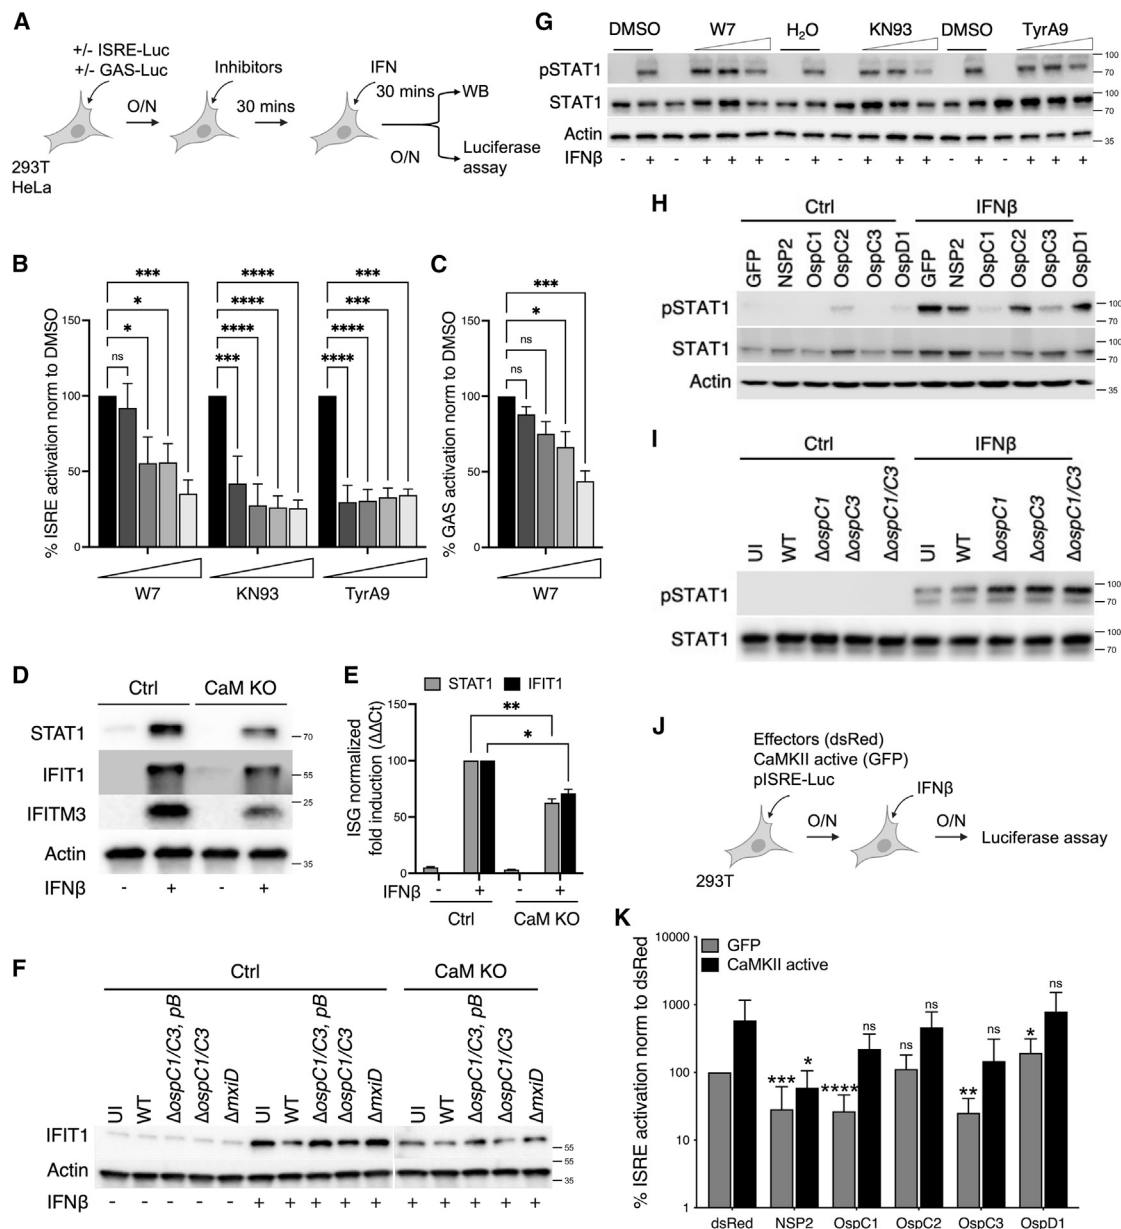 A
+/- ISRE-Luc
+/- GAS-Luc
Inhibitors
IFN
O/N
30 mins
30 mins
WB
O/N
Luciferase
assay
293T
HeLa
B
% ISRE activation norm to DMSO
150
100
50
0
ns
*
*
***
***
****
****
****
****
****
***
***
W7
KN93
TyrA9
C
% GAS activation norm to DMSO
150
100
50
0
ns
ns
*
***
W7
D
Ctrl
CaM KO
STAT1
70
IFIT1
55
IFITM3
25
Actin
35
IFNβ
- + - +
E
STAT1
IFIT1
ISG normalized
fold induction (ΔΔCt)
150
100
50
0
**
*
IFNβ
- + - +
Ctrl
CaM KO
F
Ctrl
CaM KO
UI
WT
ΔospC1/C3, pB
ΔospC1/C3
ΔmxiD
UI
WT
ΔospC1/C3, pB
ΔospC1/C3
ΔmxiD
UI
WT
ΔospC1/C3, pB
ΔospC1/C3
ΔmxiD
IFIT1
55
Actin
55
35
IFNβ
- - - - - + + + + + + + + + +
G
DMSO
W7
H2O
KN93
DMSO
TyrA9
pSTAT1
100
70
STAT1
100
70
Actin
35
IFNβ
- + - + + + - + - + + + - + - + + +
H
Ctrl
IFNβ
GFP
NSP2
OspC1
OspC2
OspC3
OspD1
GFP
NSP2
OspC1
OspC2
OspC3
OspD1
pSTAT1
100
70
STAT1
100
70
Actin
35
I
Ctrl
IFNβ
UI
WT
ΔospC1
ΔospC3
ΔospC1/C3
UI
WT
ΔospC1
ΔospC3
ΔospC1/C3
pSTAT1
100
70
STAT1
100
70
J
Effectors (dsRed)
CaMKII active (GFP)
pISRE-Luc
IFNβ
O/N
O/N
Luciferase assay
293T
K
% ISRE activation norm to dsRed
10000
1000
100
10
1
GFP
CaMKII active
***
*
****
ns
ns
ns
**
ns
*
ns
dsRed
NSP2
OspC1
OspC2
OspC3
OspD1